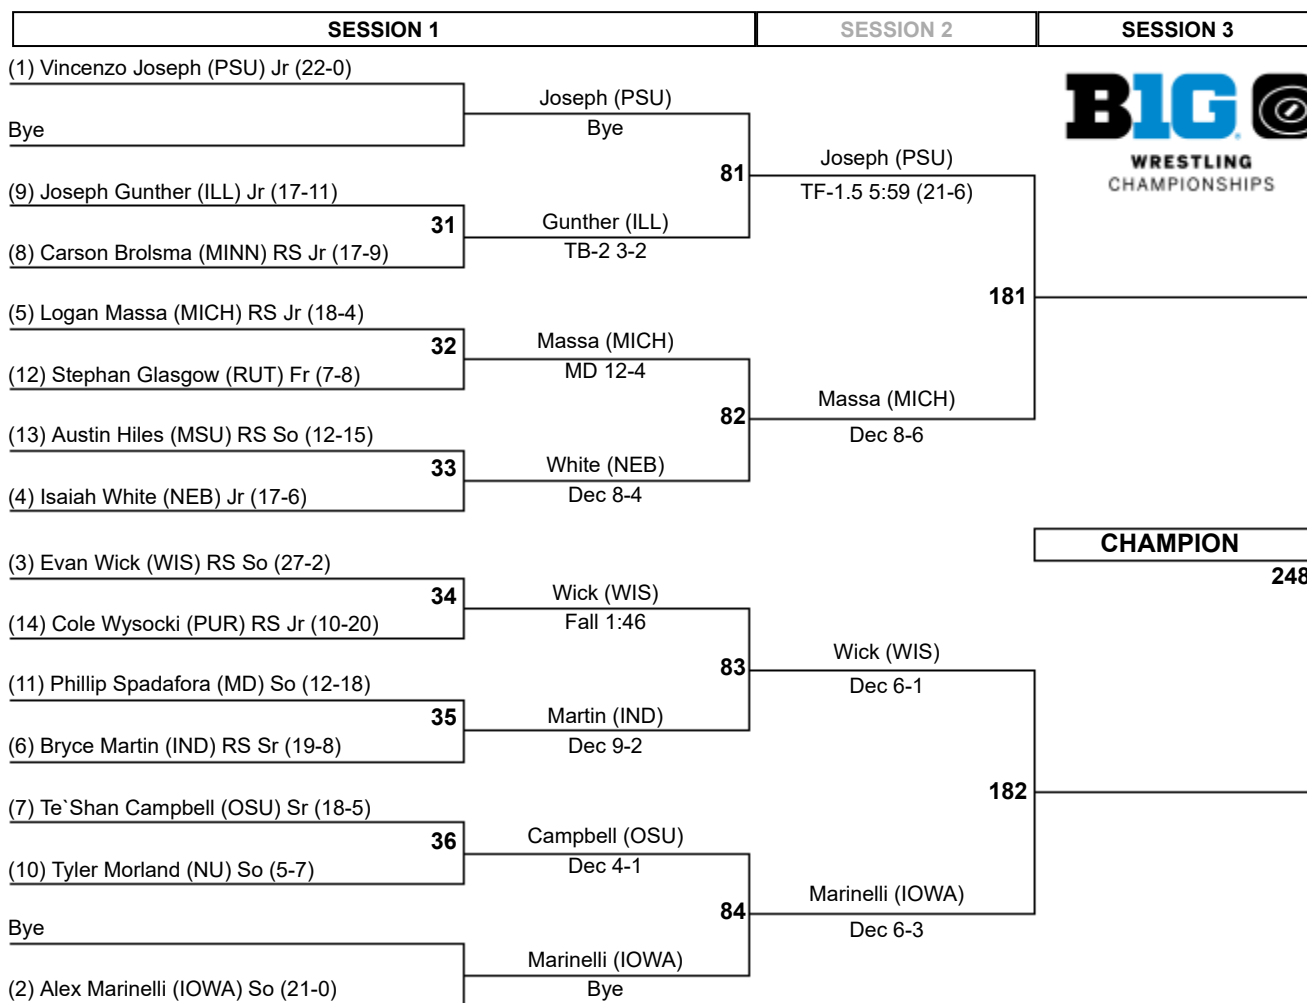 SESSION 1
SESSION 2
SESSION 3
(1) Vincenzo Joseph (PSU) Jr (22-0)
Bye
(9) Joseph Gunther (ILL) Jr (17-11)
31
(8) Carson Brolsma (MINN) RS Jr (17-9)
(5) Logan Massa (MICH) RS Jr (18-4)
32
(12) Stephan Glasgow (RUT) Fr (7-8)
(13) Austin Hiles (MSU) RS So (12-15)
33
(4) Isaiah White (NEB) Jr (17-6)
(3) Evan Wick (WIS) RS So (27-2)
34
(14) Cole Wysocki (PUR) RS Jr (10-20)
(11) Phillip Spadafora (MD) So (12-18)
35
(6) Bryce Martin (IND) RS Sr (19-8)
(7) Te`Shan Campbell (OSU) Sr (18-5)
36
(10) Tyler Morland (NU) So (5-7)
Bye
(2) Alex Marinelli (IOWA) So (21-0)
Joseph (PSU)
Bye
81
Gunther (ILL)
TB-2 3-2
Massa (MICH)
MD 12-4
82
White (NEB)
Dec 8-4
Wick (WIS)
Fall 1:46
83
Martin (IND)
Dec 9-2
Campbell (OSU)
Dec 4-1
84
Marinelli (IOWA)
Bye
Joseph (PSU)
TF-1.5 5:59 (21-6)
181
Massa (MICH)
Dec 8-6
Wick (WIS)
Dec 6-1
182
Marinelli (IOWA)
Dec 6-3
B1G
WRESTLING
CHAMPIONSHIPS
CHAMPION
248